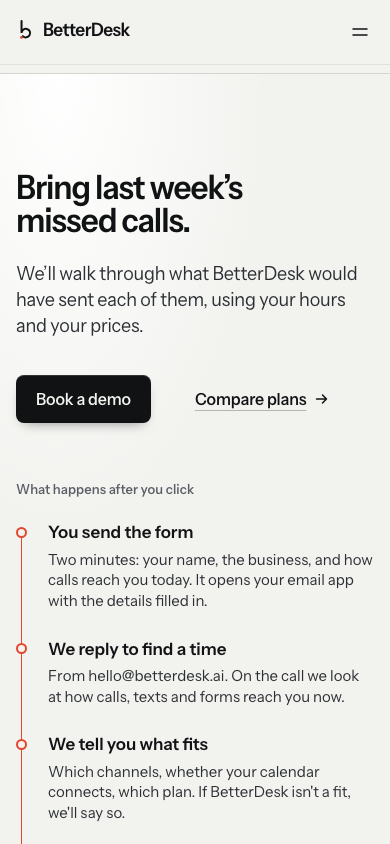 BetterDesk
Bring last week’s
missed calls.
We’ll walk through what BetterDesk would
have sent each of them, using your hours
and your prices.
Book a demo
Compare plans →
What happens after you click
You send the form
Two minutes: your name, the business, and how
calls reach you today. It opens your email app
with the details filled in.
We reply to find a time
From hello@betterdesk.ai. On the call we look
at how calls, texts and forms reach you now.
We tell you what fits
Which channels, whether your calendar
connects, which plan. If BetterDesk isn't a fit,
we'll say so.